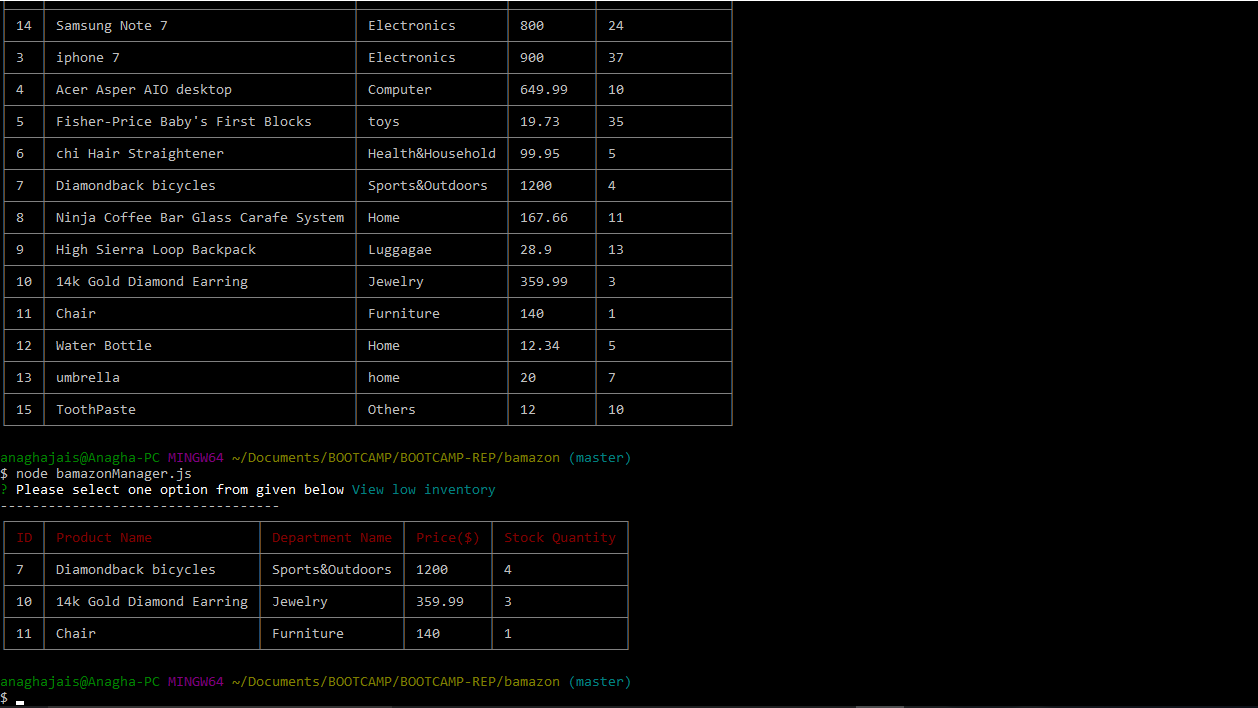 14 Samsung Note 7 Electronics 800 24
3 iphone 7 Electronics 900 37
4 Acer Asper AIO desktop Computer 649.99 10
5 Fisher-Price Baby's First Blocks toys 19.73 35
6 chi Hair Straightener Health&Household 99.95 5
7 Diamondback bicycles Sports&Outdoors 1200 4
8 Ninja Coffee Bar Glass Carafe System Home 167.66 11
9 High Sierra Loop Backpack Luggagae 28.9 13
10 14k Gold Diamond Earring Jewelry 359.99 3
11 Chair Furniture 140 1
12 Water Bottle Home 12.34 5
13 umbrella home 20 7
15 ToothPaste Others 12 10
anaghajais@Anagha-PC MINGW64 ~/Documents/BOOTCAMP/BOOTCAMP-REP/bamazon (master)
$ node bamazonManager.js
? Please select one option from given below View low inventory
-----------------------------------
ID Product Name Department Name Price($) Stock Quantity
7 Diamondback bicycles Sports&Outdoors 1200 4
10 14k Gold Diamond Earring Jewelry 359.99 3
11 Chair Furniture 140 1
anaghajais@Anagha-PC MINGW64 ~/Documents/BOOTCAMP/BOOTCAMP-REP/bamazon (master)
$